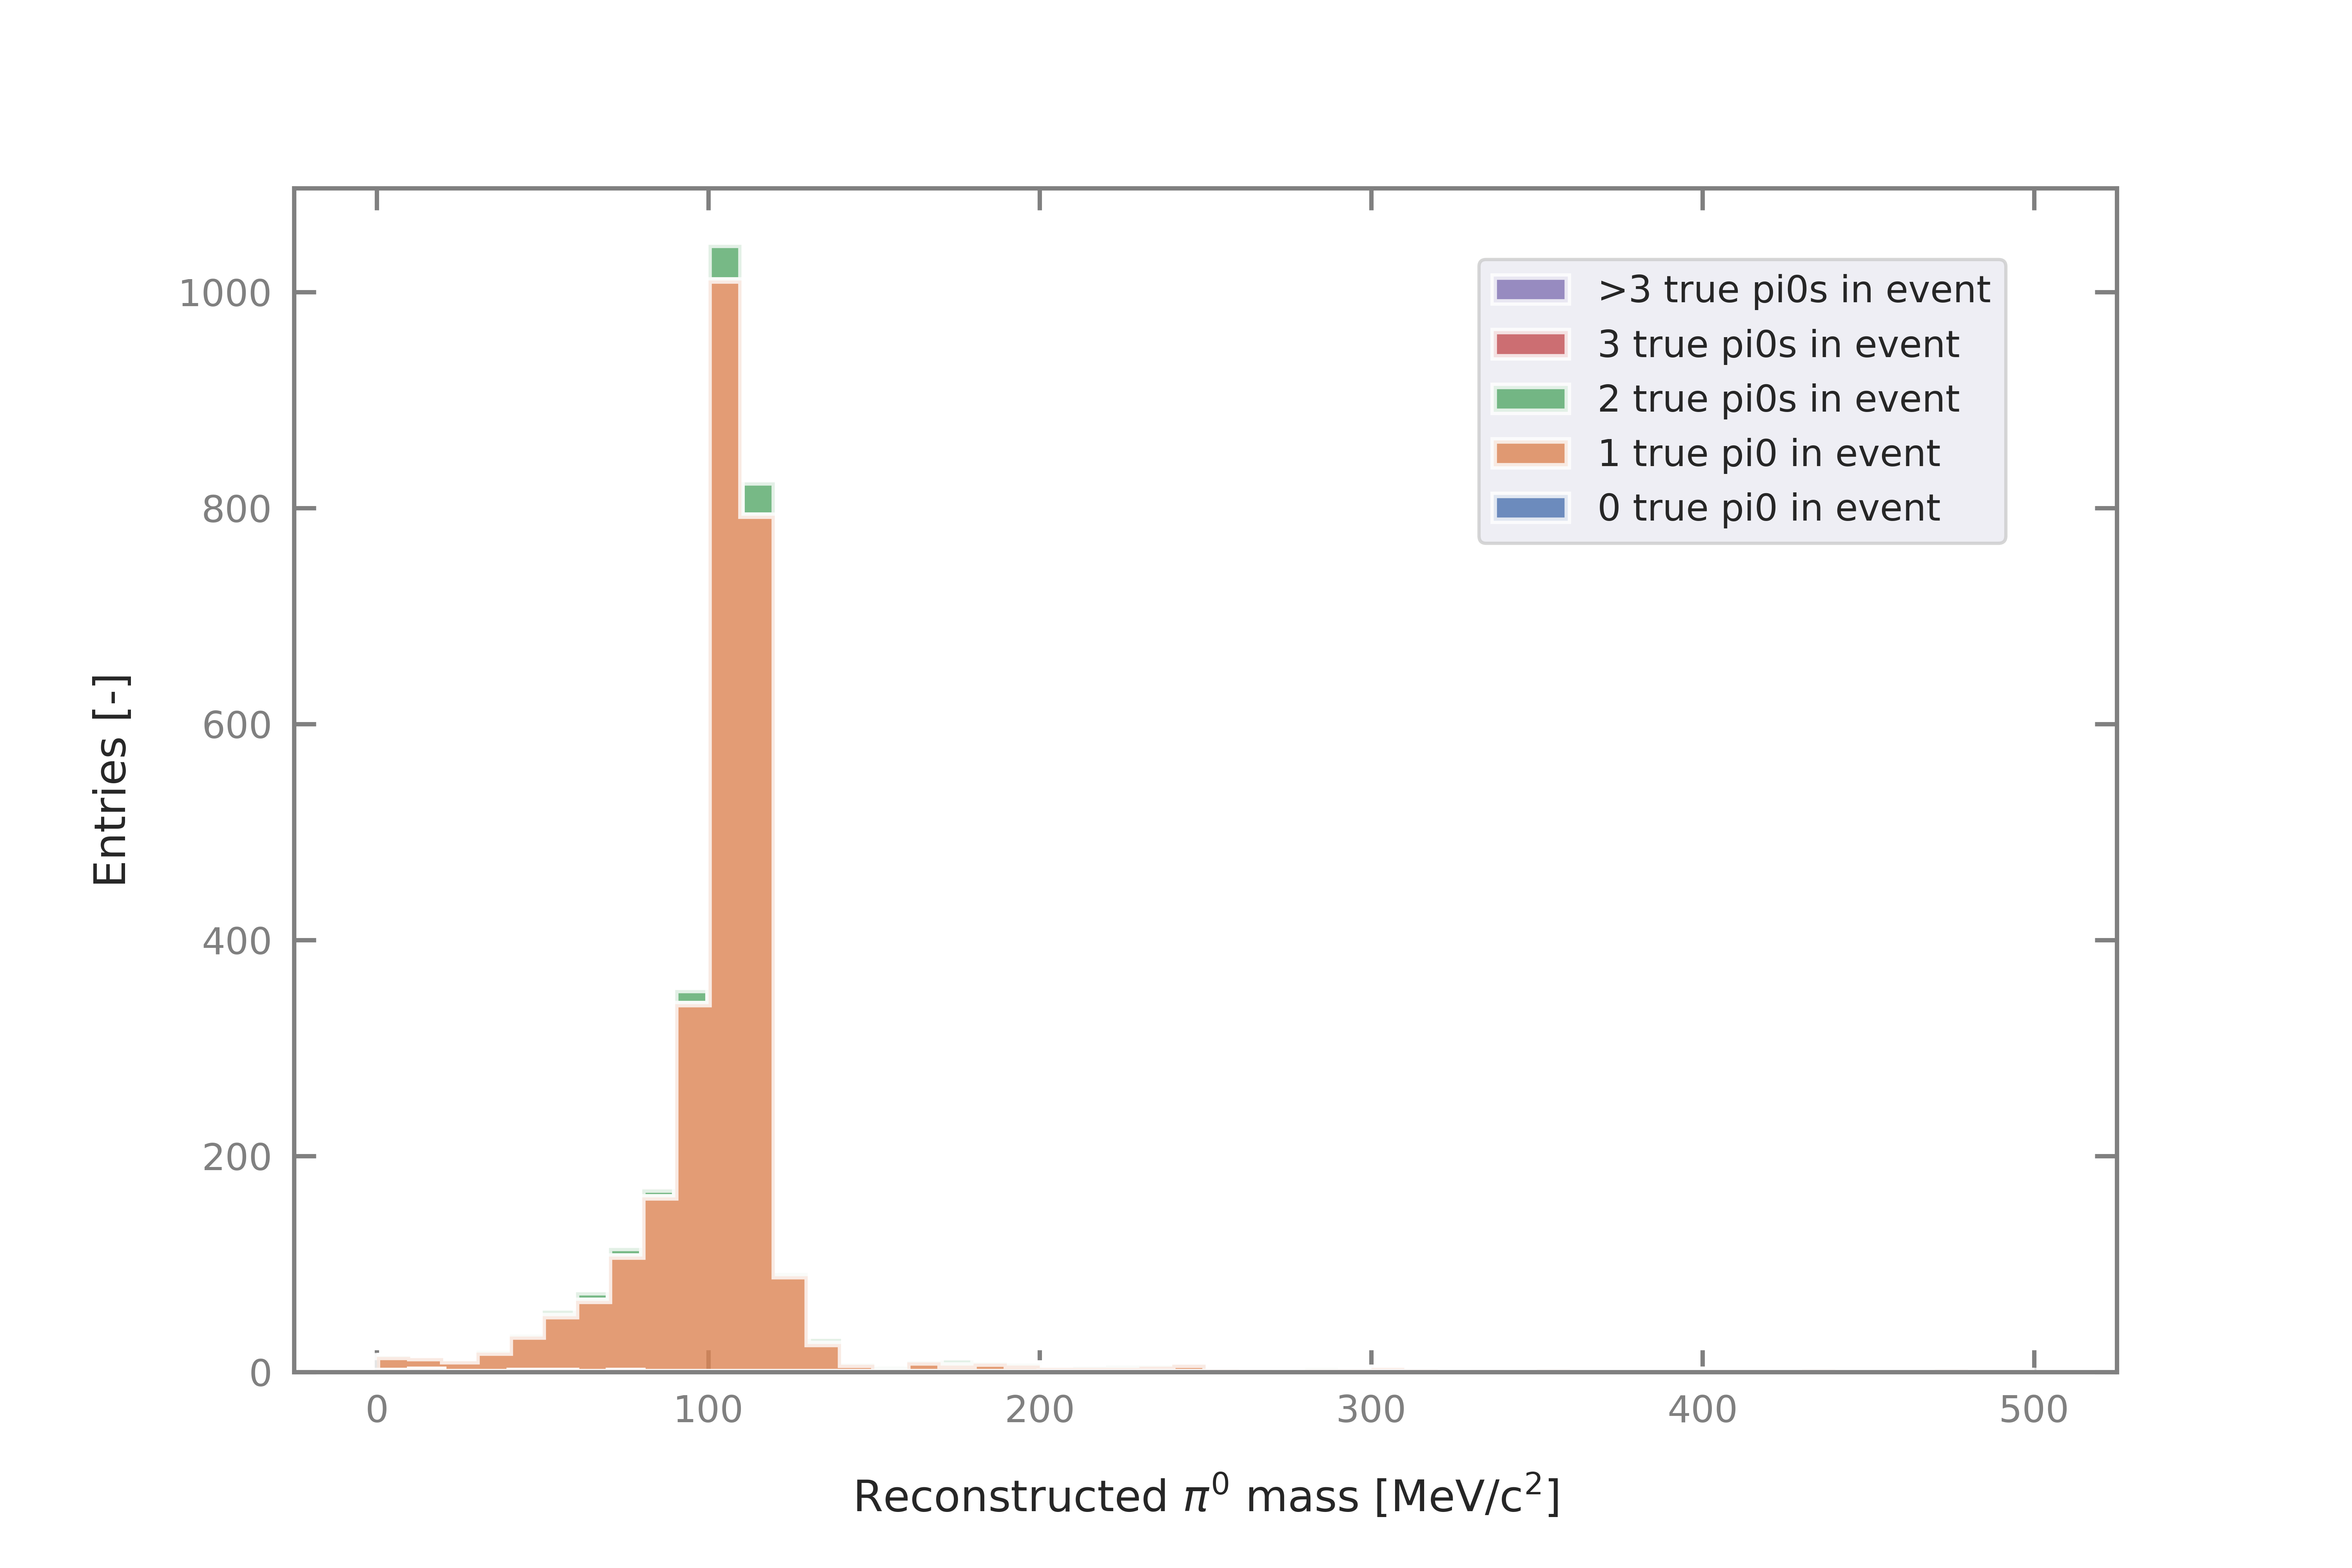 1000
800
600
400
200
0
Entries [-]
>3 true pi0s in event
3 true pi0s in event
2 true pi0s in event
1 true pi0 in event
0 true pi0 in event
0 100 200 300 400 500
Reconstructed π⁰ mass [MeV/c²]